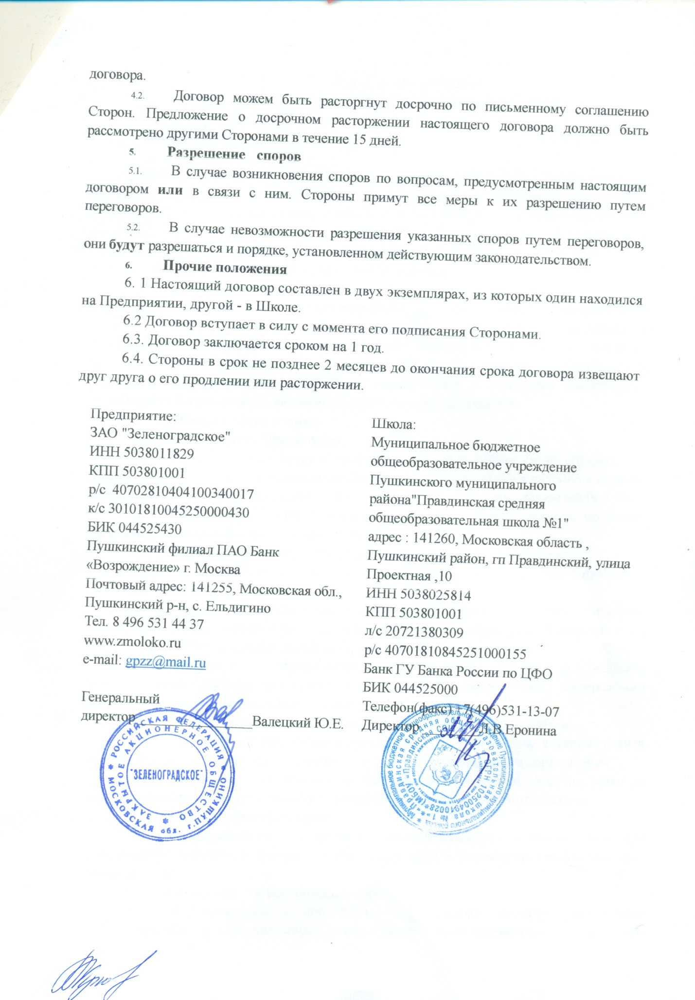 договора.
4.2. Договор можем быть расторгнут досрочно по письменному соглашению
Сторон. Предложение о досрочном расторжении настоящего договора должно быть
рассмотрено другими Сторонами в течение 15 дней.
5. Разрешение споров
5.1. В случае возникновения споров по вопросам, предусмотренным настоящим
договором или в связи с ним. Стороны примут все меры к их разрешению путем
переговоров.
5.2. В случае невозможности разрешения указанных споров путем переговоров,
они будут разрешаться и порядке, установленном действующим законодательством.
6. Прочие положения
6. 1 Настоящий договор составлен в двух экземплярах, из которых один находился
на Предприятии, другой - в Школе.
6.2 Договор вступает в силу с момента его подписания Сторонами.
6.3. Договор заключается сроком на 1 год.
6.4. Стороны в срок не позднее 2 месяцев до окончания срока договора извещают
друг друга о его продлении или расторжении.
Предприятие:
ЗАО "Зеленоградское"
ИНН 5038011829
КПП 503801001
р/с 40702810404100340017
к/с 30101810045250000430
БИК 044525430
Пушкинский филиал ПАО Банк
«Возрождение» г. Москва
Почтовый адрес: 141255, Московская обл.,
Пушкинский р-н, с. Ельдигино
Тел. 8 496 531 44 37
www.zmoloko.ru
e-mail: gpzz@mail.ru
Генеральный
директор_________________Валецкий Ю.Е.
РОССИЙСКАЯ ФЕДЕРАЦИЯ * МОСКОВСКАЯ обл. г.ПУШКИНО *
ЗАКРЫТОЕ АКЦИОНЕРНОЕ ОБЩЕСТВО *
"ЗЕЛЕНОГРАДСКОЕ"
Школа:
Муниципальное бюджетное
общеобразовательное учреждение
Пушкинского муниципального
района"Правдинская средняя
общеобразовательная школа №1"
адрес : 141260, Московская область ,
Пушкинский район, гп Правдинский, улица
Проектная ,10
ИНН 5038025814
КПП 503801001
л/с 20721380309
р/с 40701810845251000155
Банк ГУ Банка России по ЦФО
БИК 044525000
Телефон(факс) +7(496)531-13-07
Директор_________Л.В.Еронина
* Муниципальное бюджетное общеобразовательное учреждение Пушкинского муниципального района
* «Правдинская средняя общеобразовательная школа № 1»
* (МБОУ «Правдинская СОШ № 1») * ОГРН 1025004910028